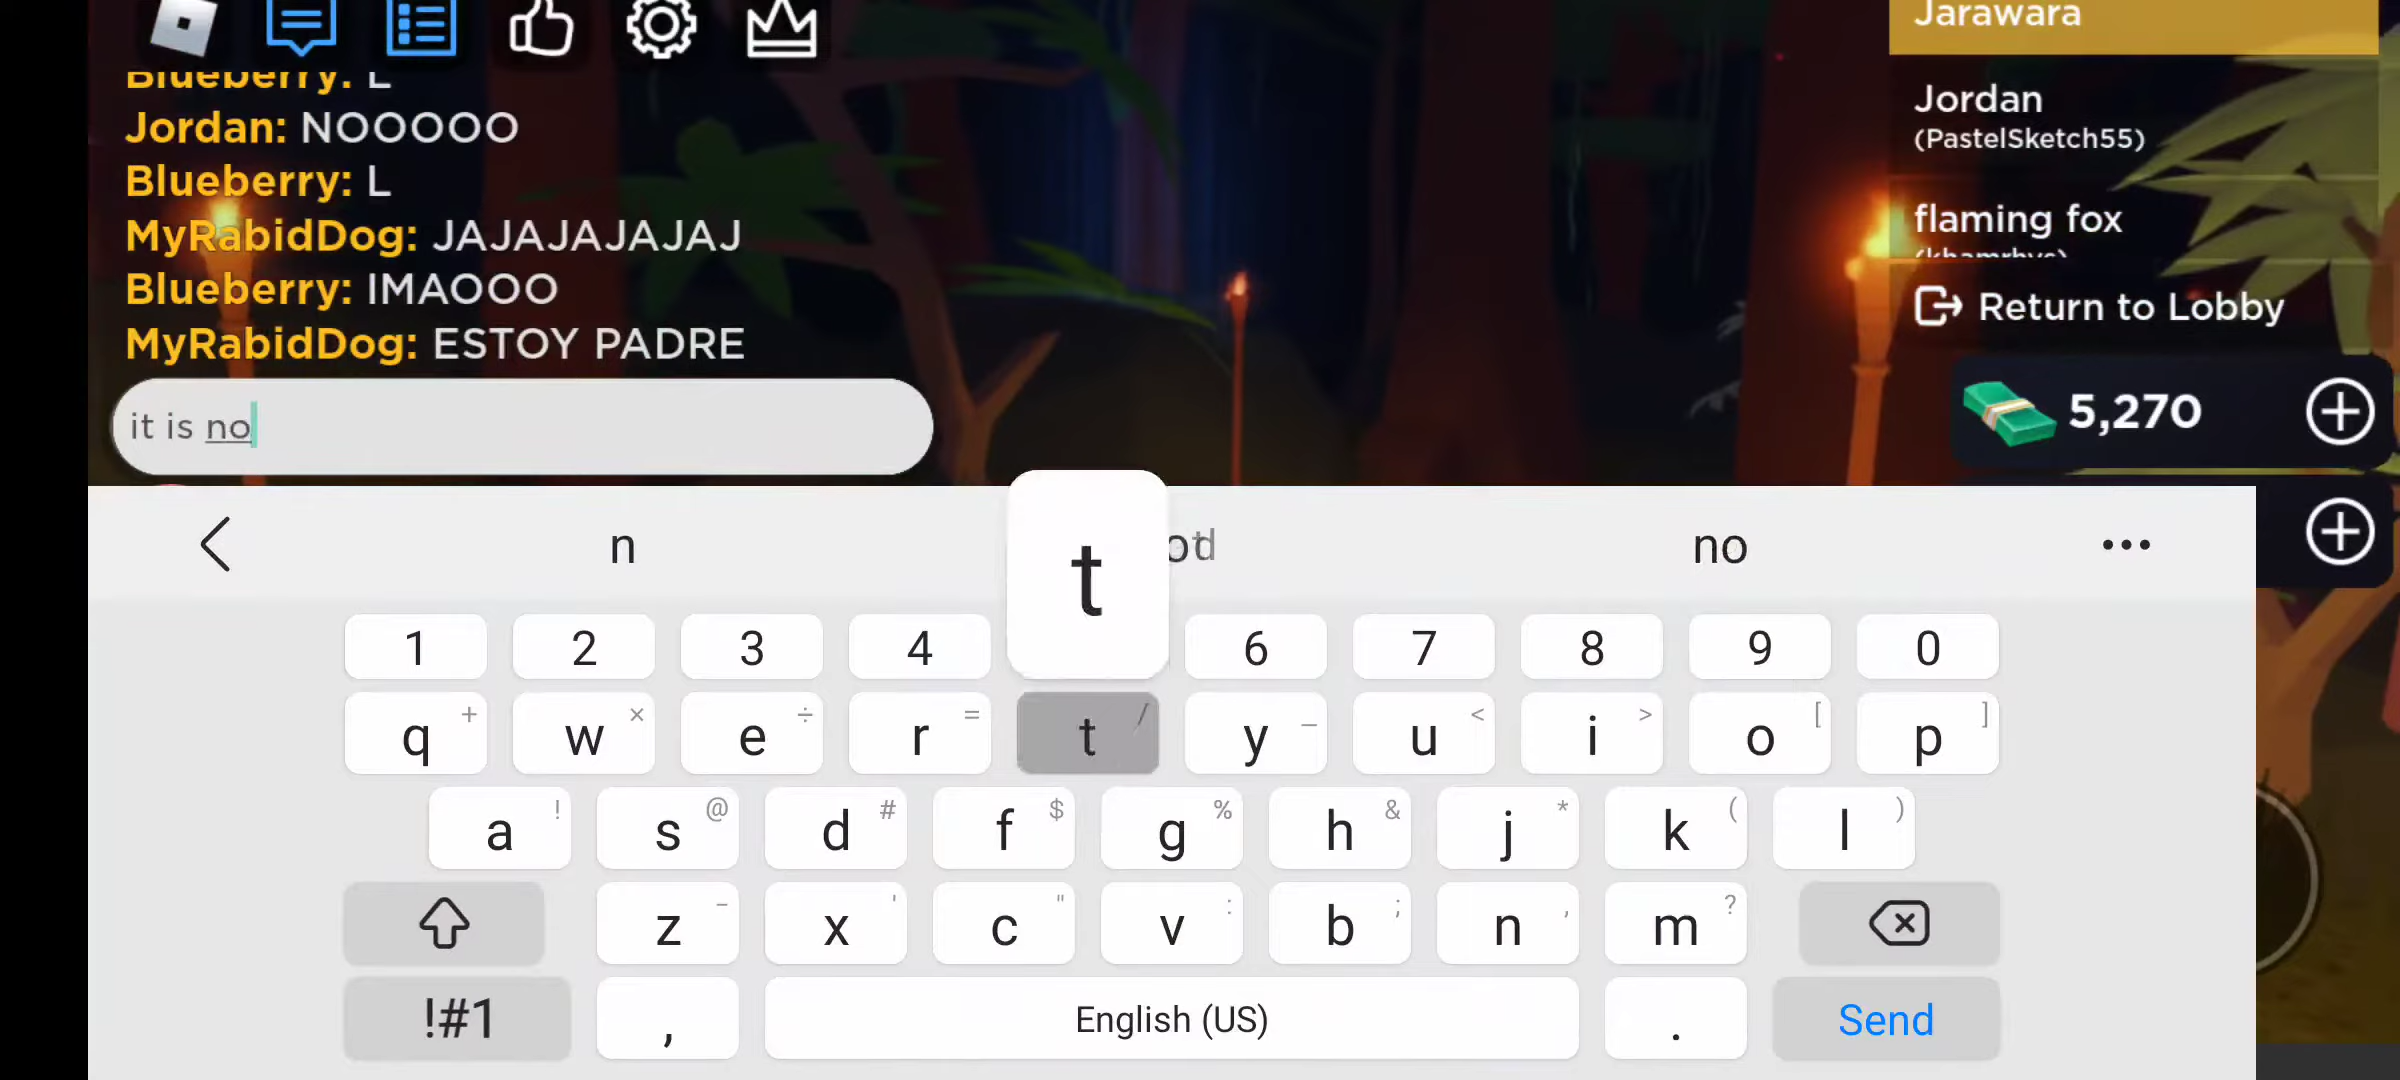 Blueberry: L
Jordan: NOOOOO
Blueberry: L
MyRabidDog: JAJAJAJAJAJ
Blueberry: IMAOOO
MyRabidDog: ESTOY PADRE
it is no
Jarawara
Jordan
(PastelSketch55)
flaming fox
Return to Lobby
5,270
n
no
t
1 2 3 4 6 7 8 9 0
q + w × e ÷ r = t / y _ u < i > o [ p ]
a ! s @ d # f $ g % h & j * k ( l )
z - x ' c " v : b ; n , m ?
!#1 , English (US) . Send